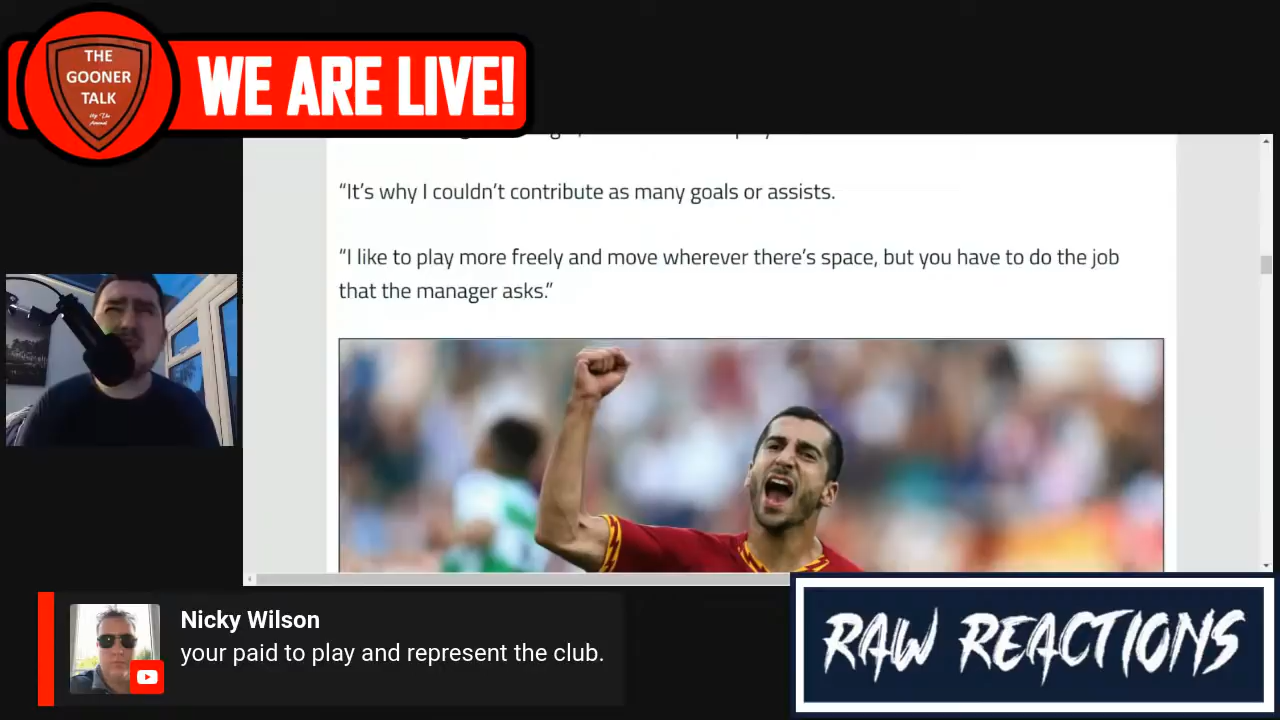 THE
GOONER
TALK
WE ARE LIVE!
“It’s why I couldn’t contribute as many goals or assists.
“I like to play more freely and move wherever there’s space, but you have to do the job
that the manager asks.”
Nicky Wilson
your paid to play and represent the club.
RAW REACTIONS